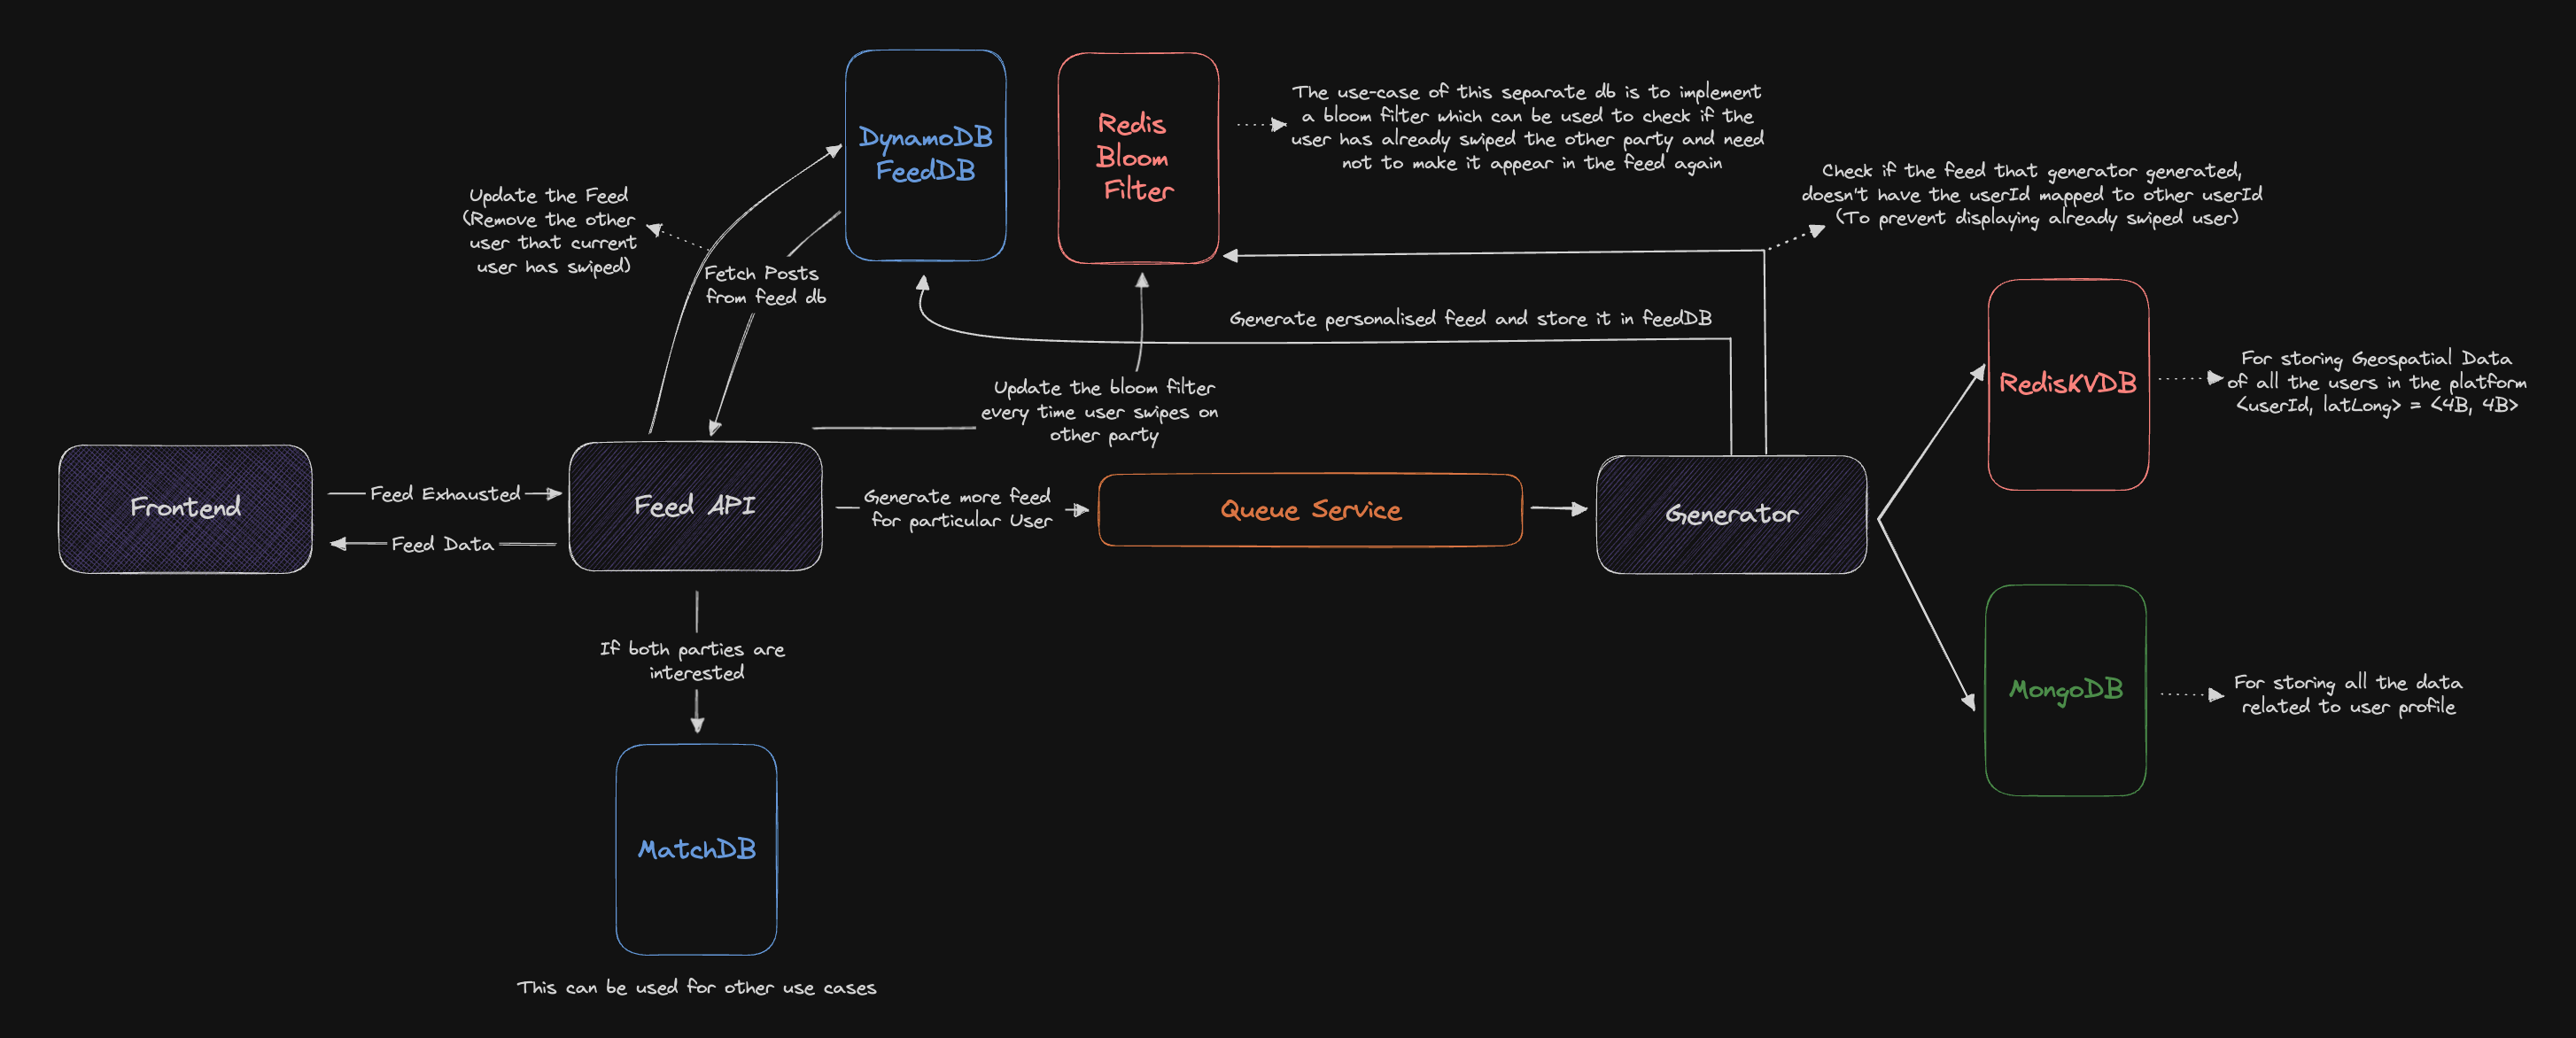 DynamoDB
FeedDB
Redis
Bloom
Filter
The use-case of this separate db is to implement
a bloom filter which can be used to check if the
user has already swiped the other party and need
not to make it appear in the feed again
Check if the feed that generator generated,
doesn't have the userId mapped to other userId
(To prevent displaying already swiped user)
Update the Feed
(Remove the other
user that current
user has swiped)
Fetch Posts
from feed db
Generate personalised feed and store it in feedDB
Update the bloom filter
every time user swipes on
other party
RedisKVDB
For storing Geospatial Data
of all the users in the platform
<userId, latLong> = <4B, 4B>
Frontend
Feed Exhausted
Feed Data
Feed API
Generate more feed
for particular User
Queue Service
Generator
If both parties are
interested
MongoDB
For storing all the data
related to user profile
MatchDB
This can be used for other use cases